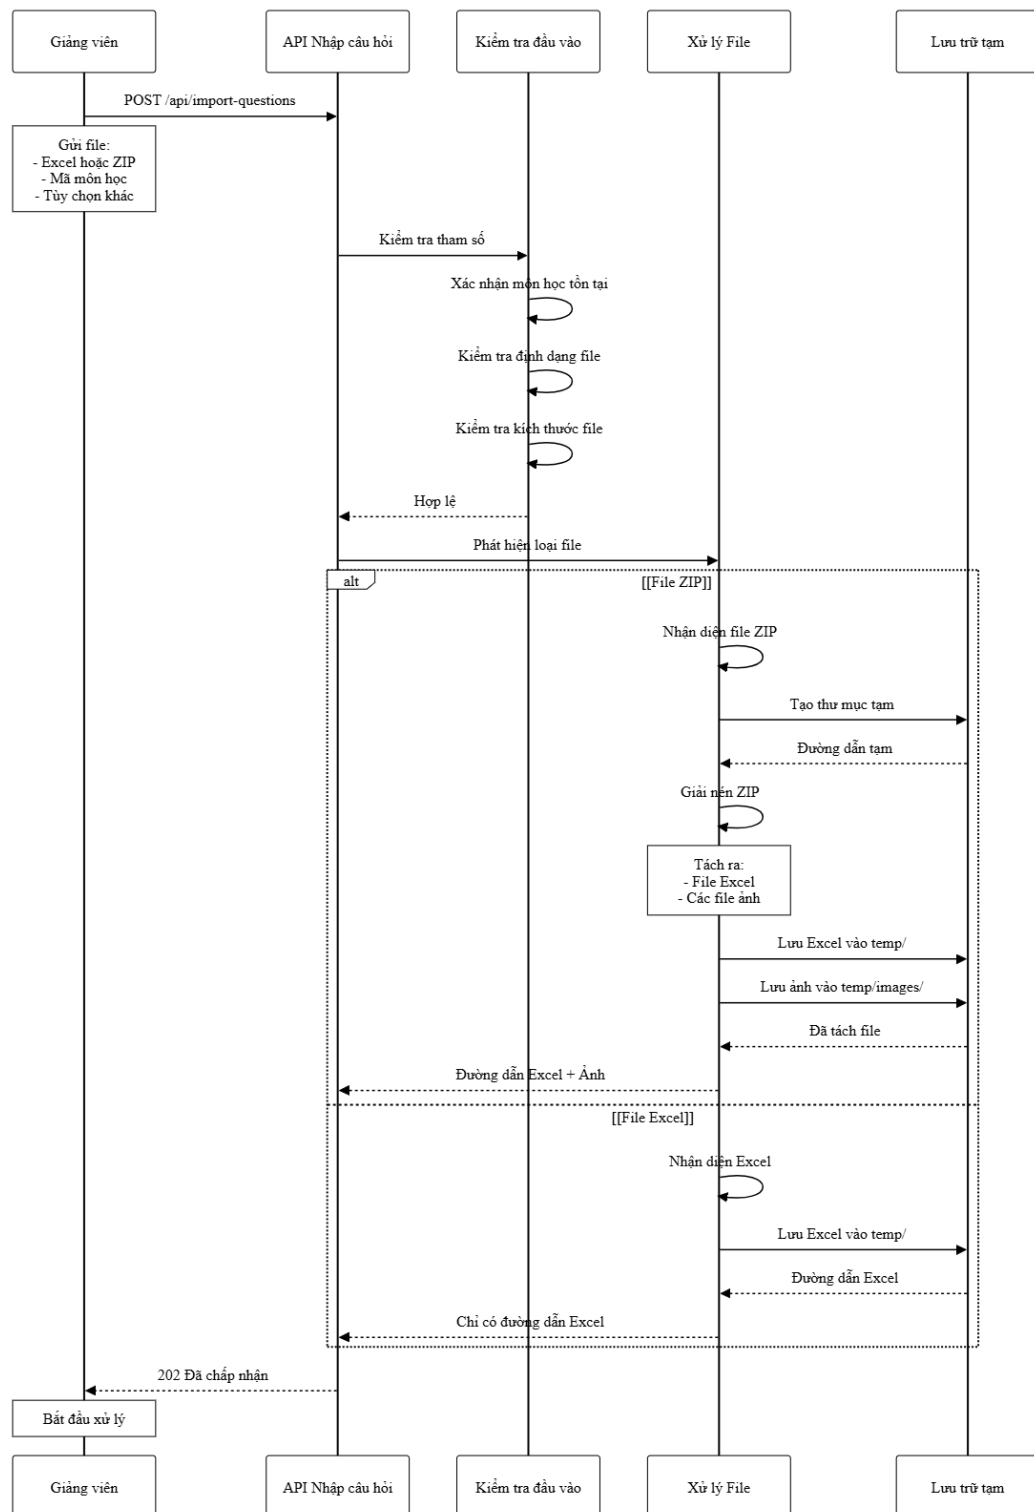 Giảng viên
API Nhập câu hỏi
Kiểm tra đầu vào
Xử lý File
Lưu trữ tạm
POST /api/import-questions
Gửi file:
- Excel hoặc ZIP
- Mã môn học
- Tùy chọn khác
Kiểm tra tham số
Xác nhận môn học tồn tại
Kiểm tra định dạng file
Kiểm tra kích thước file
Hợp lệ
Phát hiện loại file
alt
[[File ZIP]]
Nhận diện file ZIP
Tạo thư mục tạm
Đường dẫn tạm
Giải nén ZIP
Tách ra:
- File Excel
- Các file ảnh
Lưu Excel vào temp/
Lưu ảnh vào temp/images/
Đã tách file
Đường dẫn Excel + Ảnh
[[File Excel]]
Nhận diện Excel
Lưu Excel vào temp/
Đường dẫn Excel
Chỉ có đường dẫn Excel
202 Đã chấp nhận
Bắt đầu xử lý
Giảng viên
API Nhập câu hỏi
Kiểm tra đầu vào
Xử lý File
Lưu trữ tạm